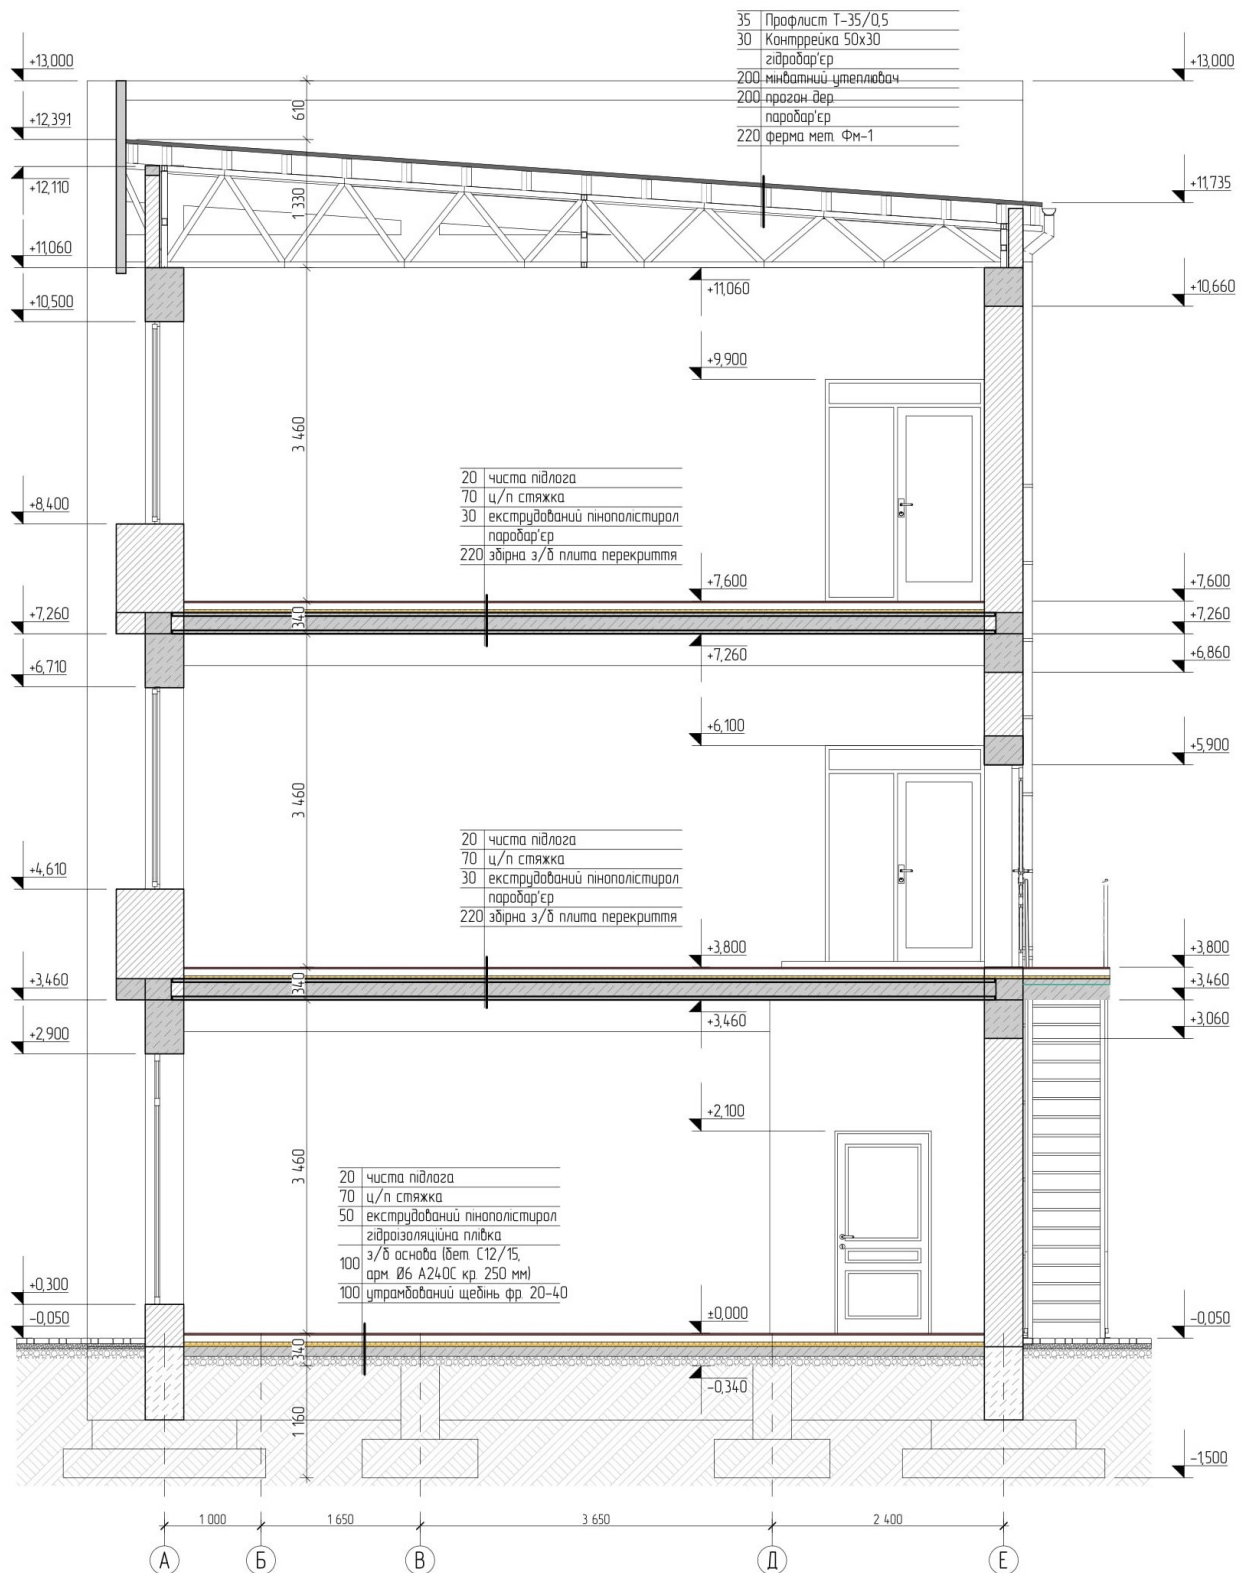 35 Профлист Т-35/0,5
30 Контррейка 50х30
гідробар'єр
200 мінватний утеплювач
200 прогон дер.
паробар'єр
220 ферма мет. Фм-1
+13,000
+13,000
610
+12,391
+12,110
+11,735
1 330
+11,060
+11,060
+10,500
+10,660
+9,900
3 460
20 чиста підлога
70 ц/п стяжка
30 екструдований пінополістирол
паробар'єр
220 збірна з/б плита перекриття
+8,400
+7,600
+7,600
+7,260
340
+7,260
+7,260
+6,710
+6,860
+6,100
+5,900
3 460
20 чиста підлога
70 ц/п стяжка
30 екструдований пінополістирол
паробар'єр
220 збірна з/б плита перекриття
+4,610
+3,800
+3,800
+3,460
340
+3,460
+3,460
+2,900
+3,060
+2,100
3 460
20 чиста підлога
70 ц/п стяжка
50 екструдований пінополістирол
гідроізоляційна плівка
100 з/б основа (бет. С12/15,
арм. Ø6 А240С кр. 250 мм)
100 утрамбований щебінь фр. 20-40
+0,300
-0,050
±0,000
-0,050
340
-0,340
1 160
-1,500
1 000
1 650
3 650
2 400
А
Б
В
Д
Е